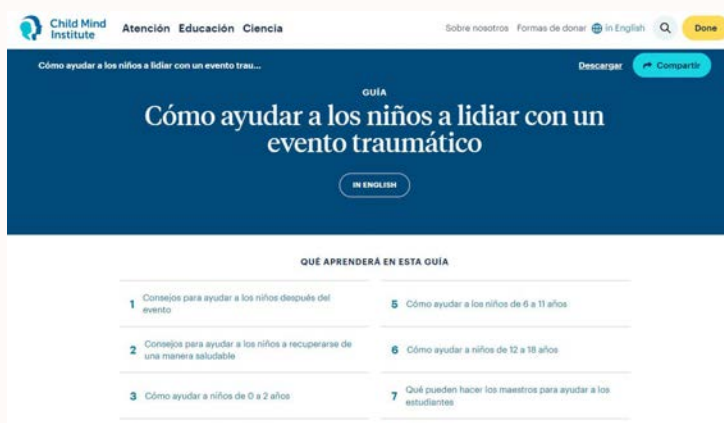 Child Mind
Institute
Atención Educación Ciencia
Sobre nosotros Formas de donar in English
Done
Cómo ayudar a los niños a lidiar con un evento trau...
Descargar
Compartir
GUÍA
Cómo ayudar a los niños a lidiar con un
evento traumático
IN ENGLISH
QUÉ APRENDERÁ EN ESTA GUÍA
1 Consejos para ayudar a los niños después del
evento
2 Consejos para ayudar a los niños a recuperarse de
una manera saludable
3 Cómo ayudar a niños de 0 a 2 años
5 Cómo ayudar a los niños de 6 a 11 años
6 Cómo ayudar a niños de 12 a 18 años
7 Qué pueden hacer los maestros para ayudar a los
estudiantes